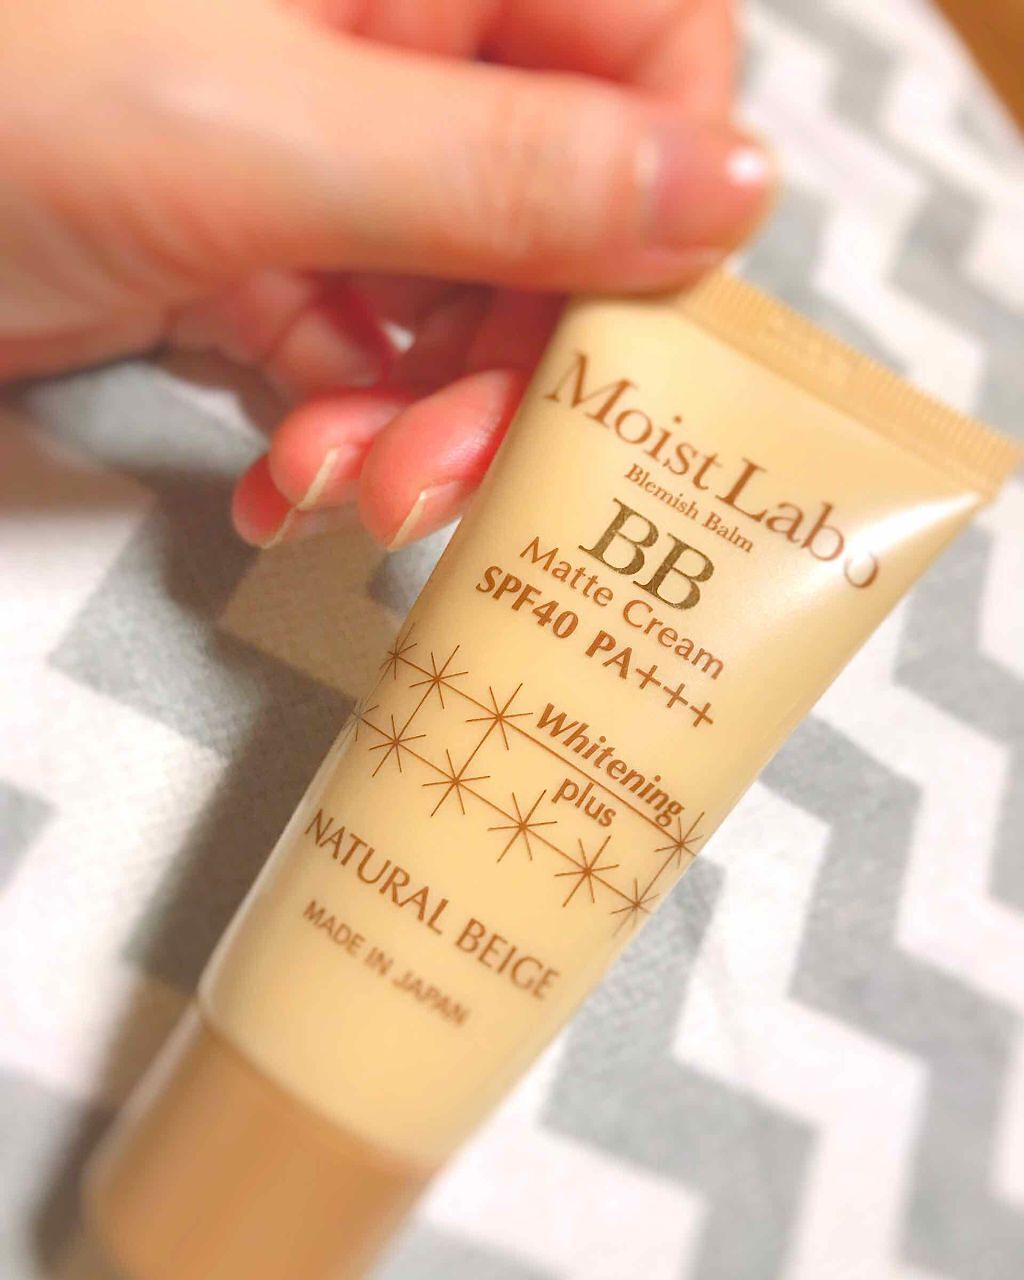 Moist Labo
Blemish Balm
BB
Matte Cream
SPF40 PA+++
Whitening
plus
NATURAL BEIGE
MADE IN JAPAN